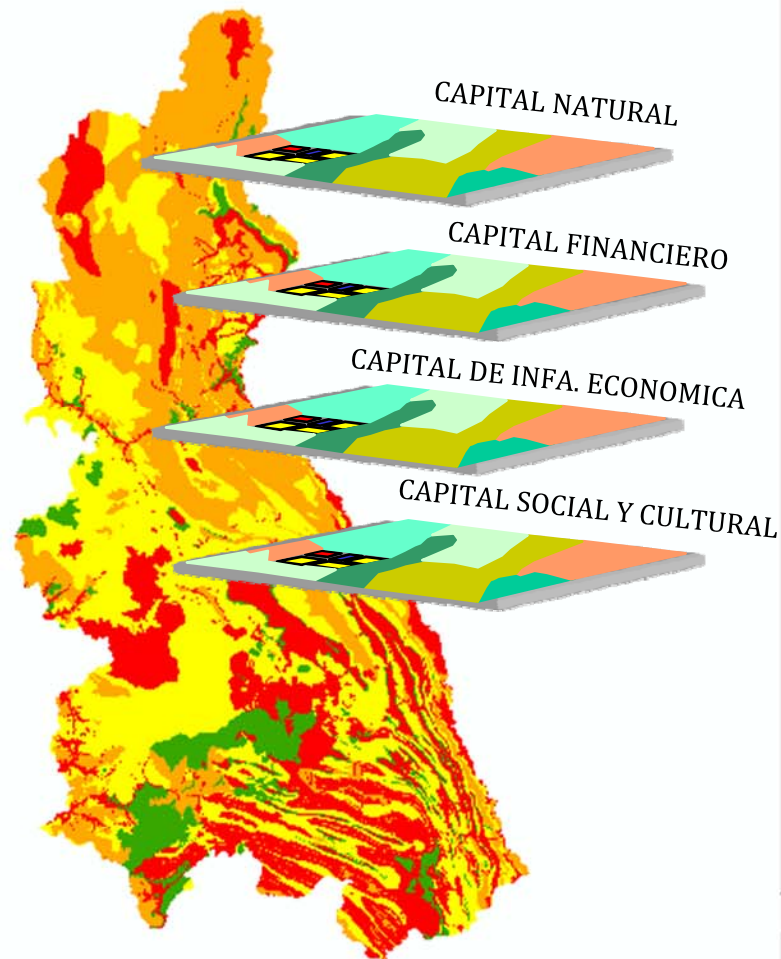 CAPITAL NATURAL
CAPITAL FINANCIERO
CAPITAL DE INFA. ECONOMICA
CAPITAL SOCIAL Y CULTURAL